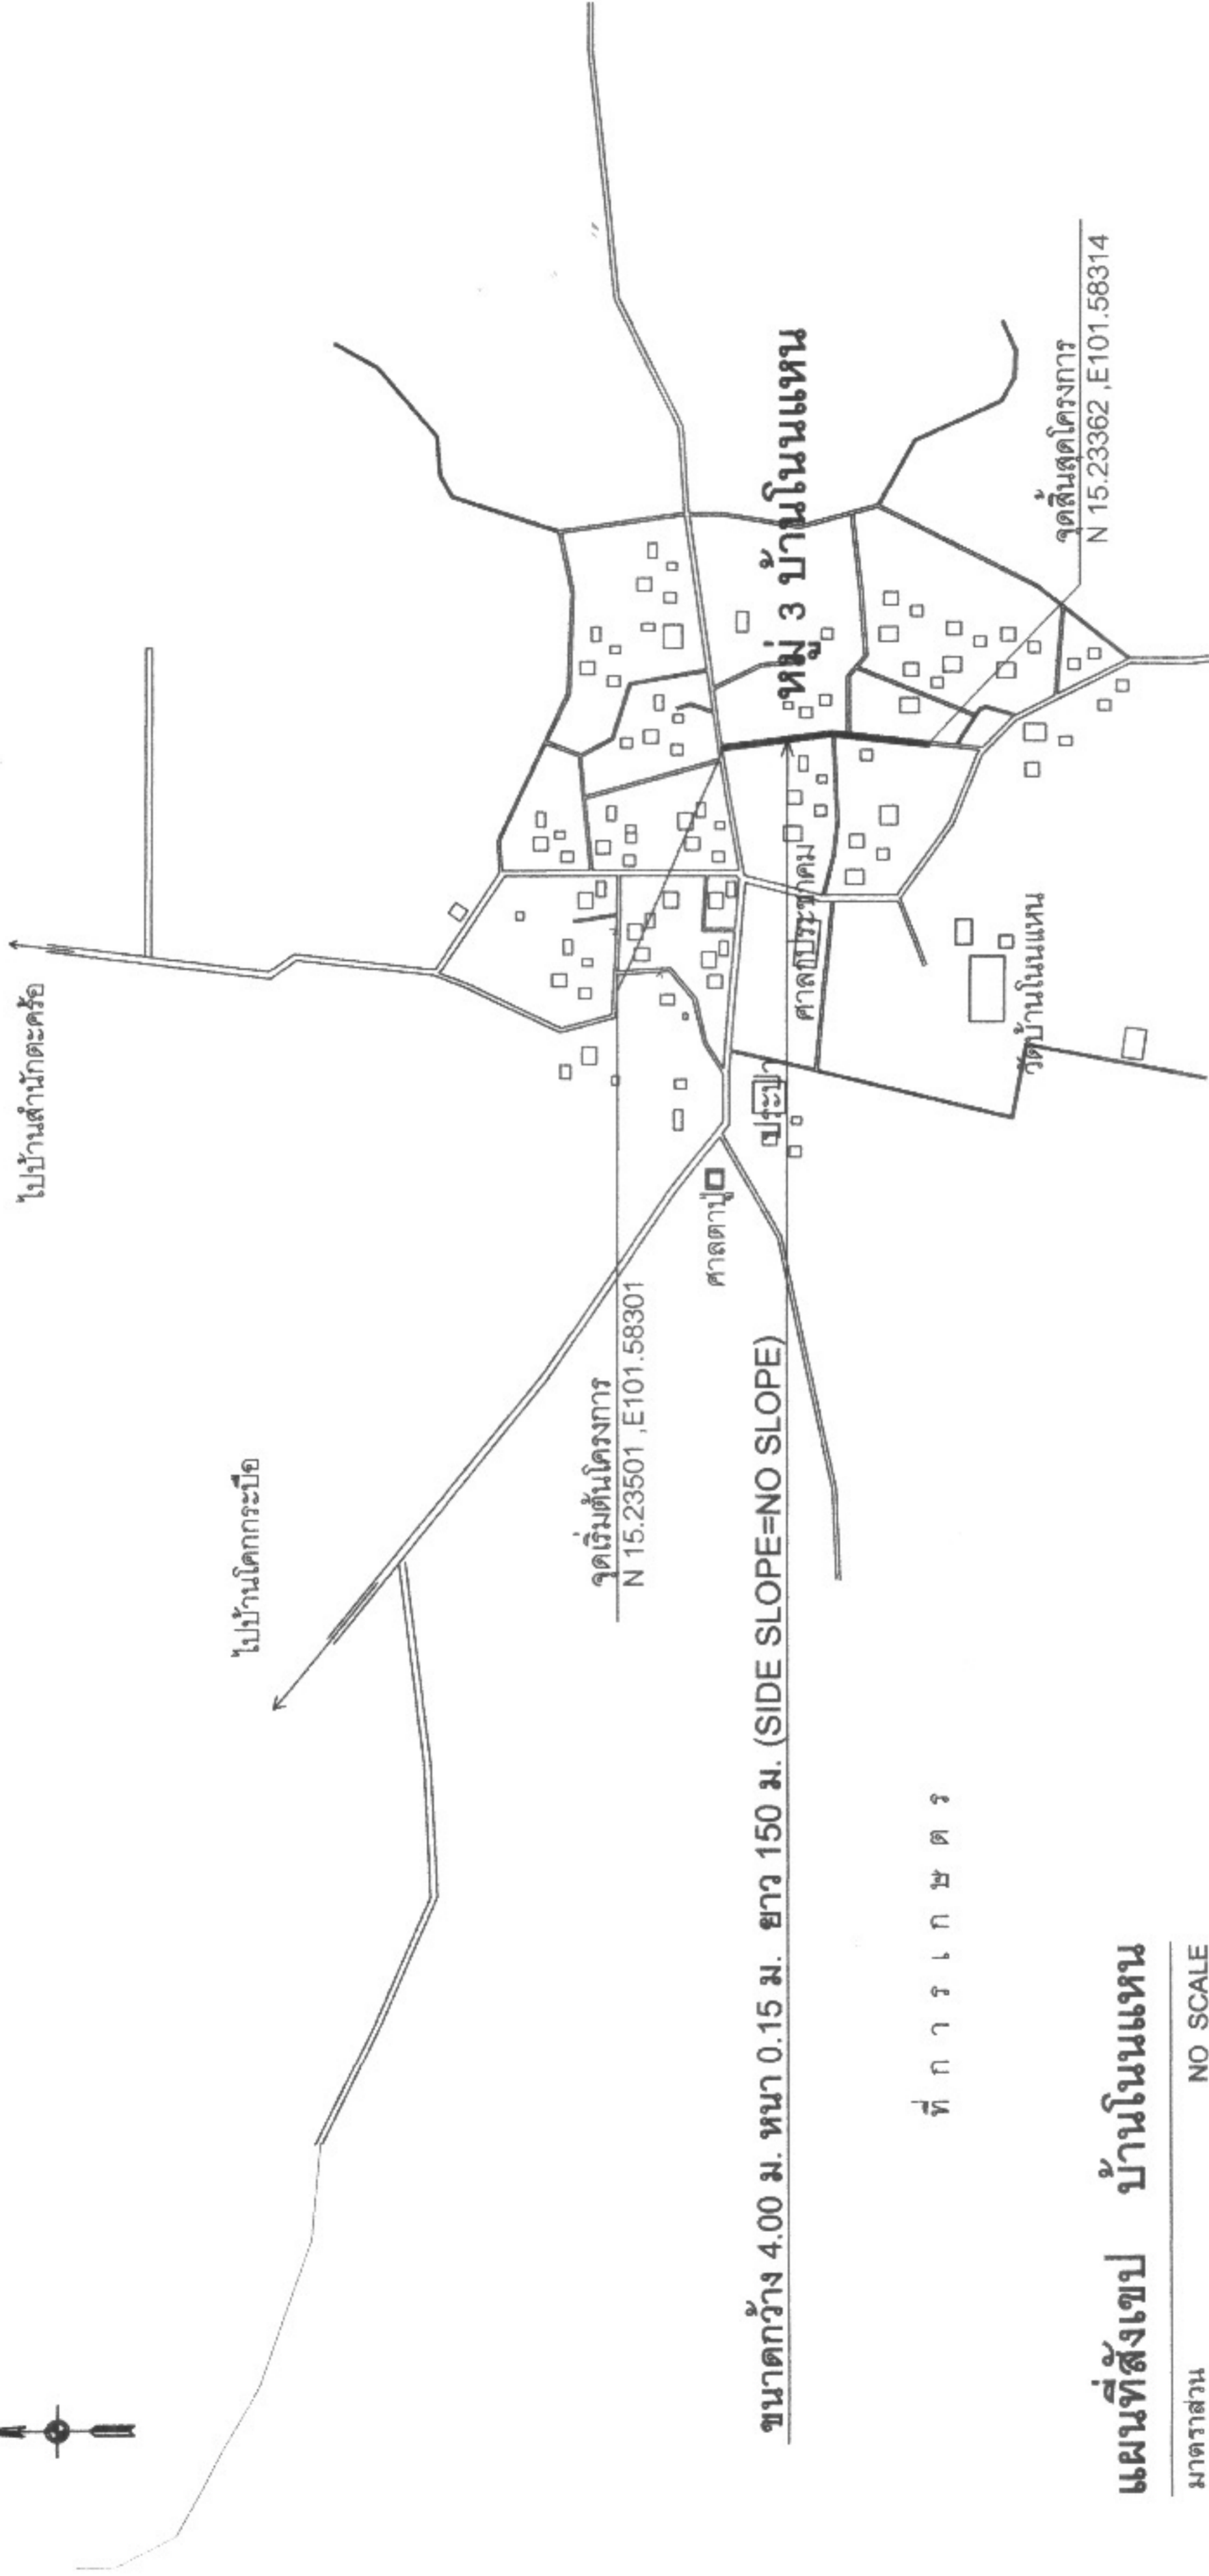 ไปบ้านสำนักตะคร้อ
ไปบ้านโคกกระบือ
จุดเริ่มต้นโครงการ
N 15.23501 ,E101.58301
ศาลตาปู่
ประปา
ศาลปประชาคม
หมู่ 3 บ้านโนนแหน
ขนาดกว้าง 4.00 ม. หนา 0.15 ม. ยาว 150 ม. (SIDE SLOPE=NO SLOPE)
ที่การเกษตร
วัดบ้านโนนแหน
จุดสิ้นสุดโครงการ
N 15.23362 ,E101.58314
แผนที่สังเขป บ้านโนนแหน
มาตราส่วน NO SCALE